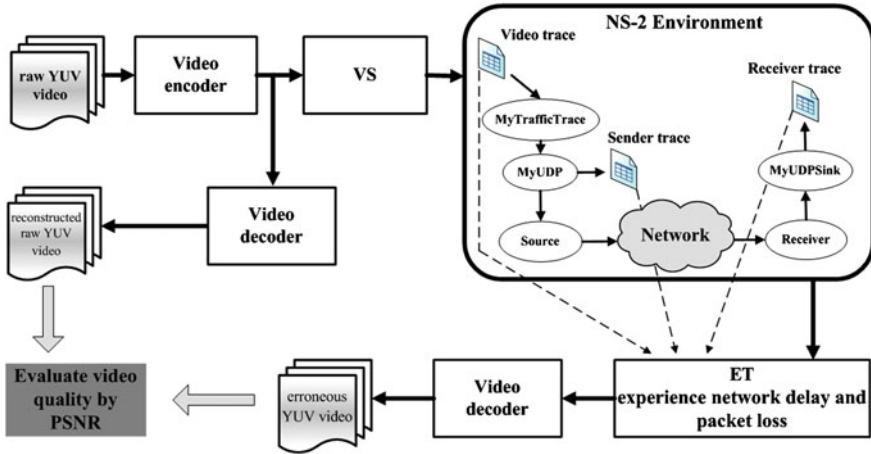 NS-2 Environment
raw YUV
video
Video
encoder
VS
Video trace
Receiver trace
MyTrafficTrace
Sender trace
MyUDP
MyUDPSink
Source
Network
Receiver
reconstructed
raw YUV
video
Video
decoder
Evaluate video
quality by
PSNR
erroneous
YUV video
Video
decoder
ET
experience network delay and
packet loss